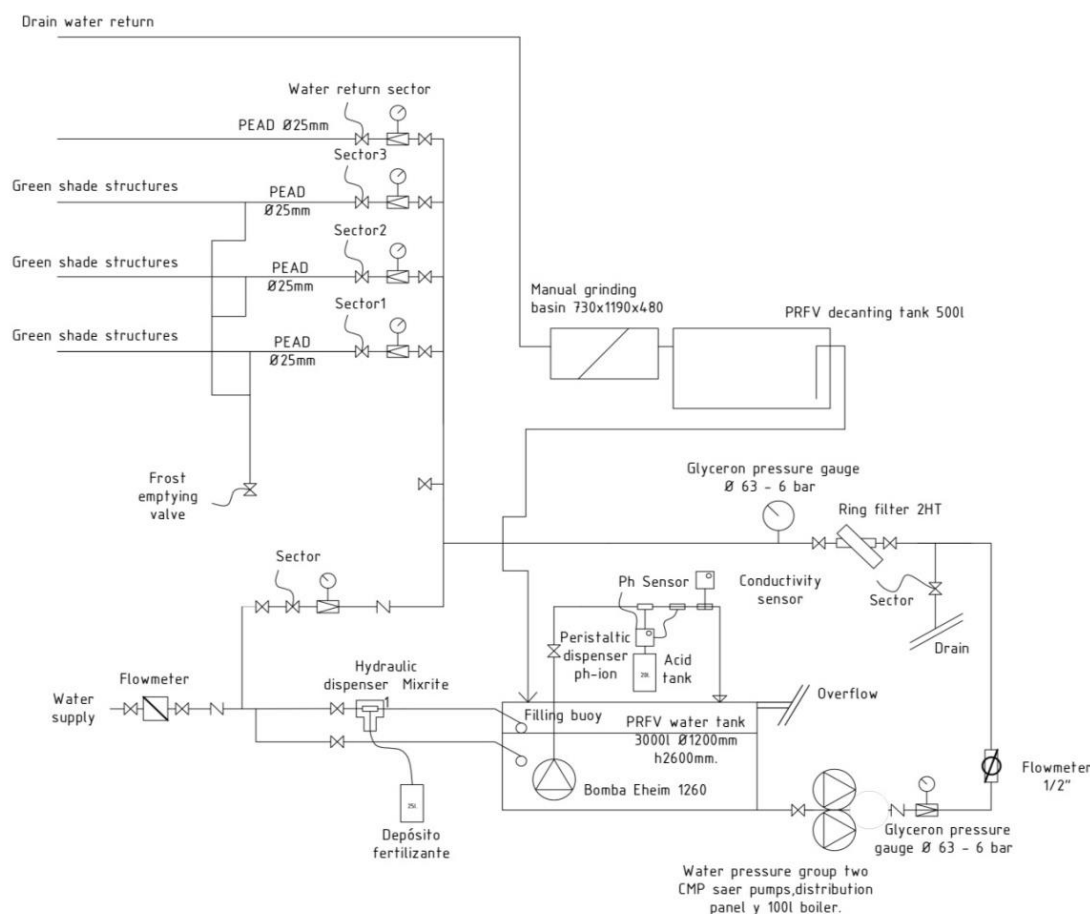 Drain water return
Water return sector
PEAD Ø25mm
Sector3
Green shade structures
PEAD
Ø25mm
Sector2
Green shade structures
PEAD
Ø25mm
Sector1
Green shade structures
PEAD
Ø25mm
Manual grinding
basin 730x1190x480
PRFV decanting tank 500l
Frost
emptying
valve
Glyceron pressure gauge
Ø 63 - 6 bar
Ring filter 2HT
Sector
Sector
Drain
Ph Sensor
Conductivity
sensor
Peristaltic
dispenser
ph-ion
20l
Acid
tank
Overflow
Flowmeter
Water
supply
Hydraulic
dispenser Mixrite
1
Filling buoy
PRFV water tank
3000l Ø1200mm
h2600mm.
Bomba Eheim 1260
25l
Depósito
fertilizante
Flowmeter
1/2"
Glyceron pressure
gauge Ø 63 - 6 bar
Water pressure group two
CMP saer pumps,distribution
panel y 100l boiler.